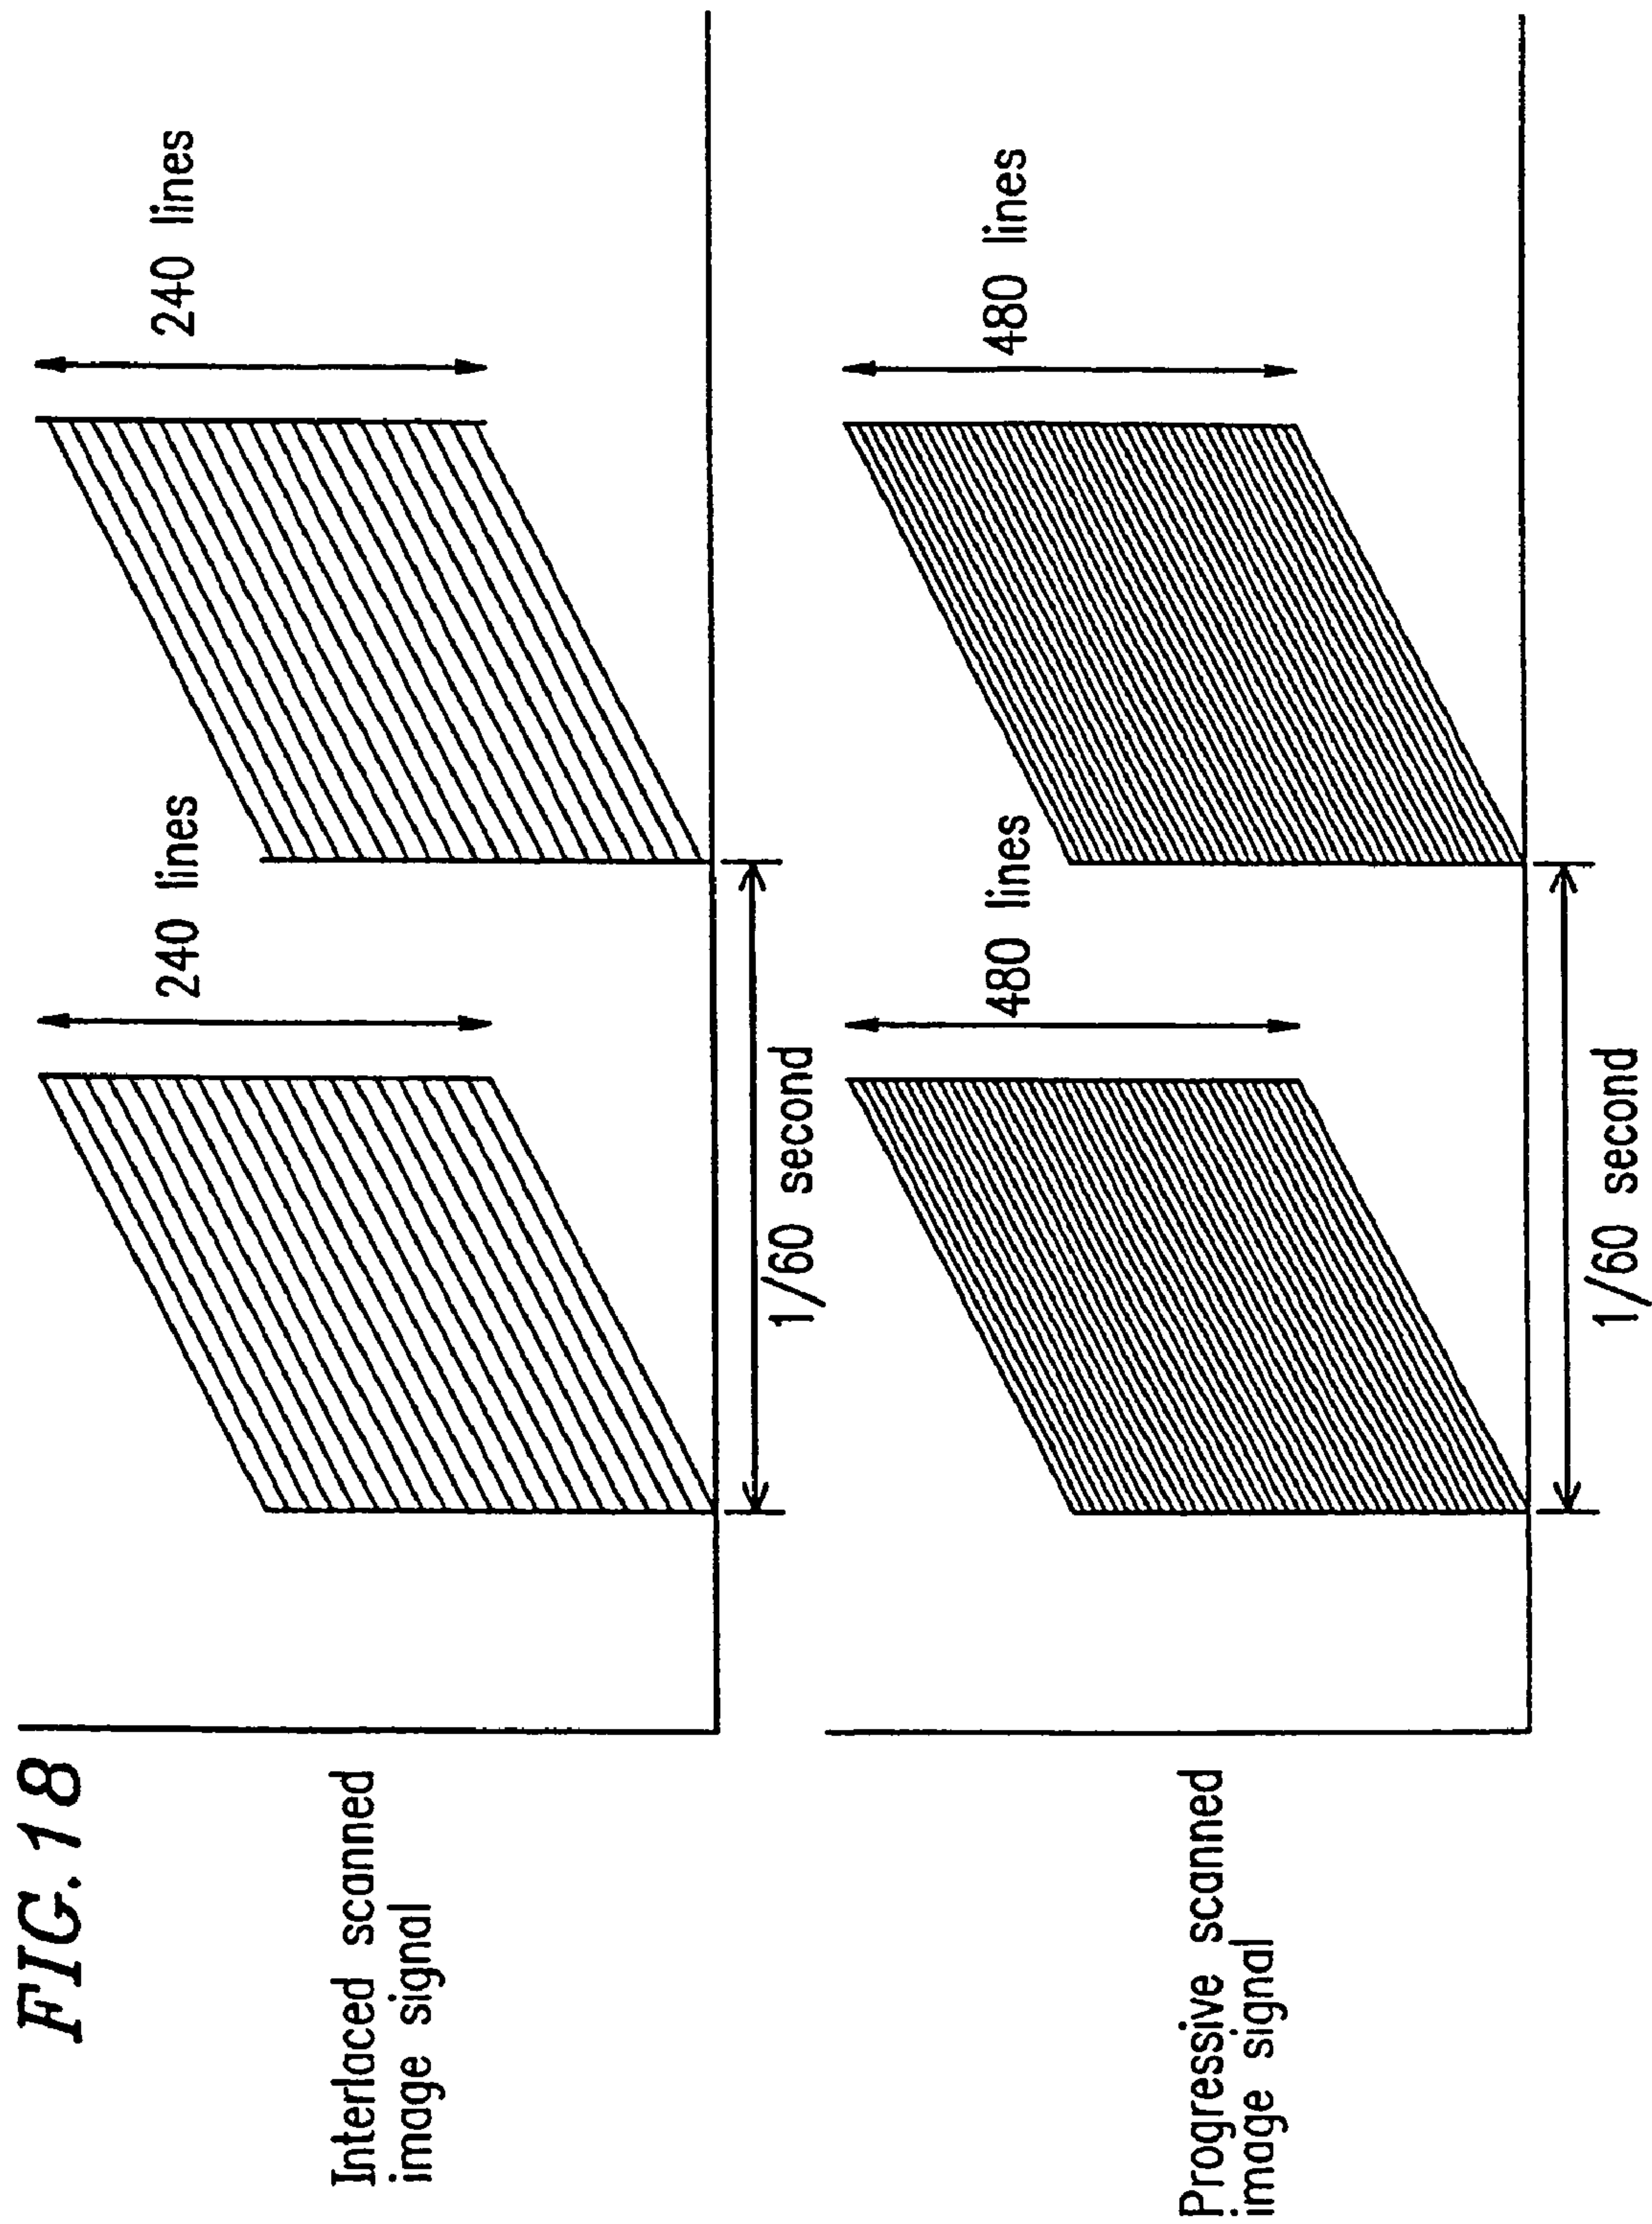 FIG.18
Interlaced scanned
image signal
240 lines
240 lines
1/60 second
Progressive scanned
image signal
480 lines
480 lines
1/60 second